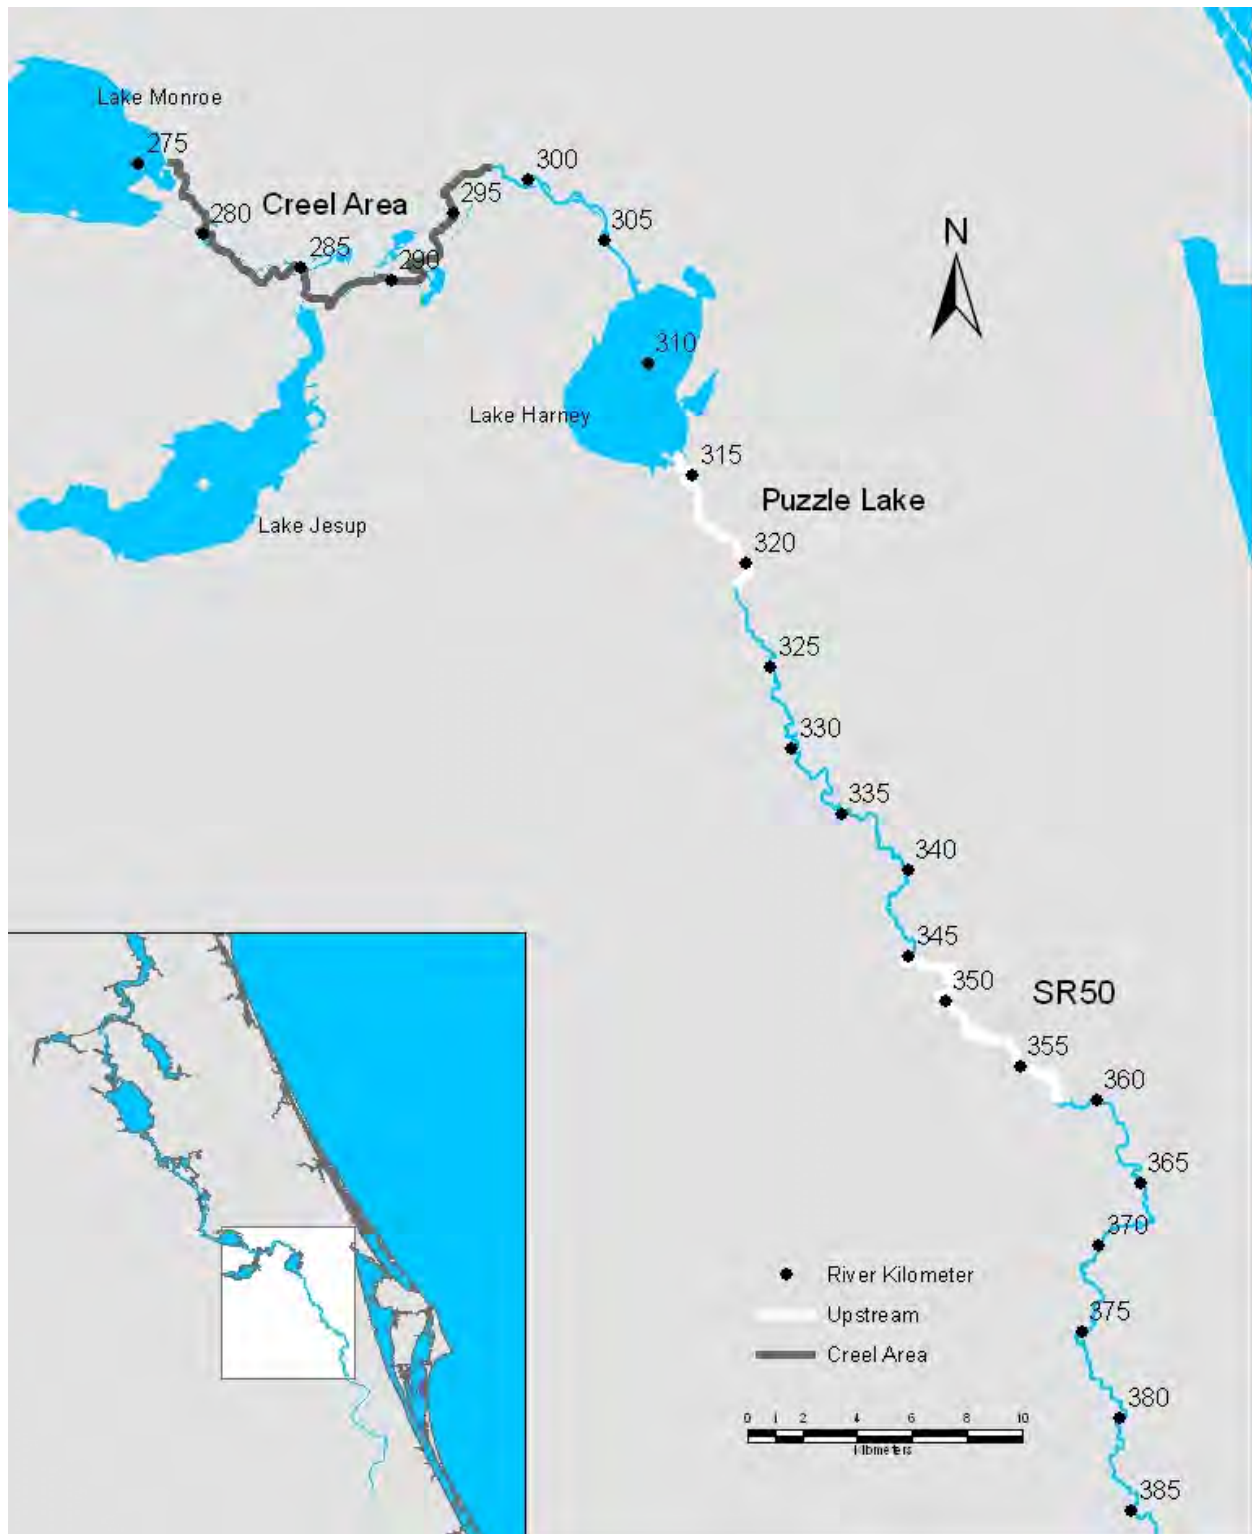 Lake Monroe
275
300
295
280
Creel Area
305
285
290
N
310
Lake Harney
315
Puzzle Lake
320
Lake Jesup
325
330
335
340
345
350
SR50
355
360
365
370
River Kilometer
375
Upstream
Creel Area
380
0 1 2 4 6 8 10
Kilometers
385